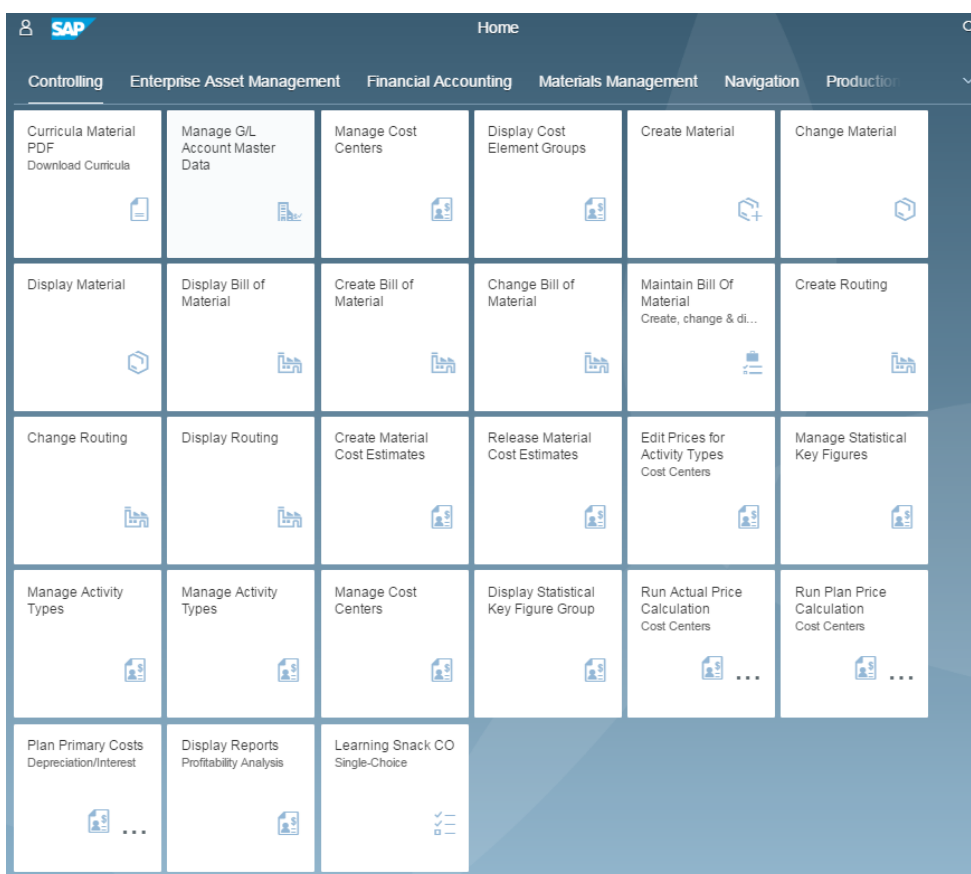 SAP Home
Controlling Enterprise Asset Management Financial Accounting Materials Management Navigation Production
Curricula Material
PDF
Download Curricula
Manage G/L
Account Master
Data
Manage Cost
Centers
Display Cost
Element Groups
Create Material
Change Material
Display Material
Display Bill of
Material
Create Bill of
Material
Change Bill of
Material
Maintain Bill Of
Material
Create, change & di...
Create Routing
Change Routing
Display Routing
Create Material
Cost Estimates
Release Material
Cost Estimates
Edit Prices for
Activity Types
Cost Centers
Manage Statistical
Key Figures
Manage Activity
Types
Manage Activity
Types
Manage Cost
Centers
Display Statistical
Key Figure Group
Run Actual Price
Calculation
Cost Centers
...
Run Plan Price
Calculation
Cost Centers
...
Plan Primary Costs
Depreciation/Interest
...
Display Reports
Profitability Analysis
Learning Snack CO
Single-Choice